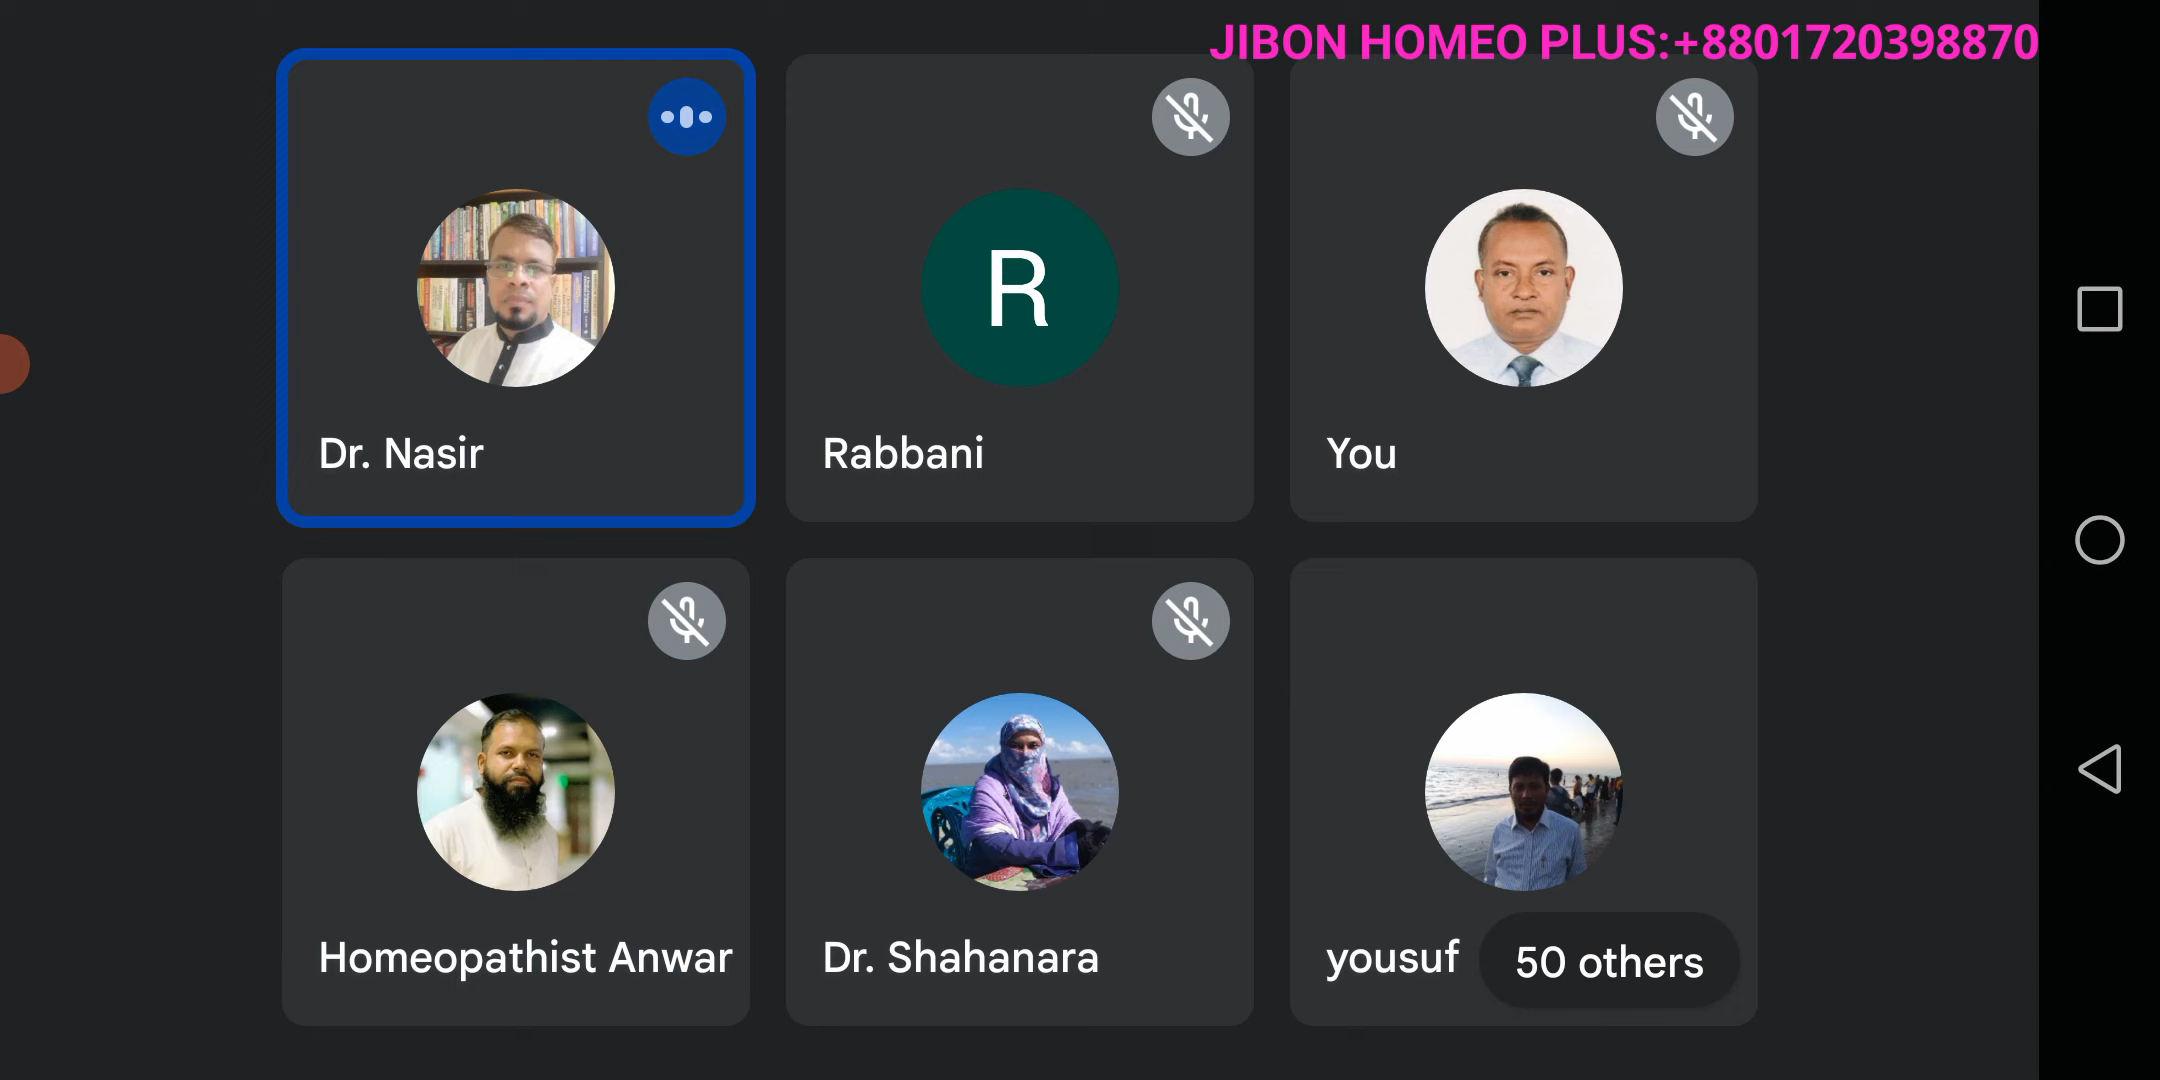 JIBON HOMEO PLUS:+8801720398870
Dr. Nasir
R
Rabbani
You
Homeopathist Anwar
Dr. Shahanara
yousuf
50 others